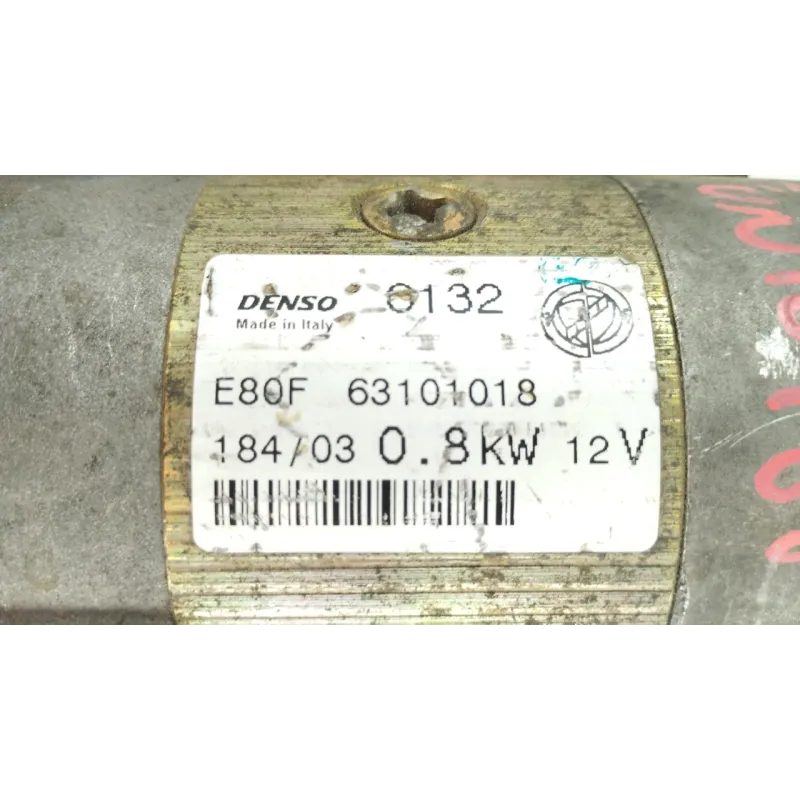 DENSO 0132
Made in Italy
E80F 63101018
184/03 0.8KW 12V